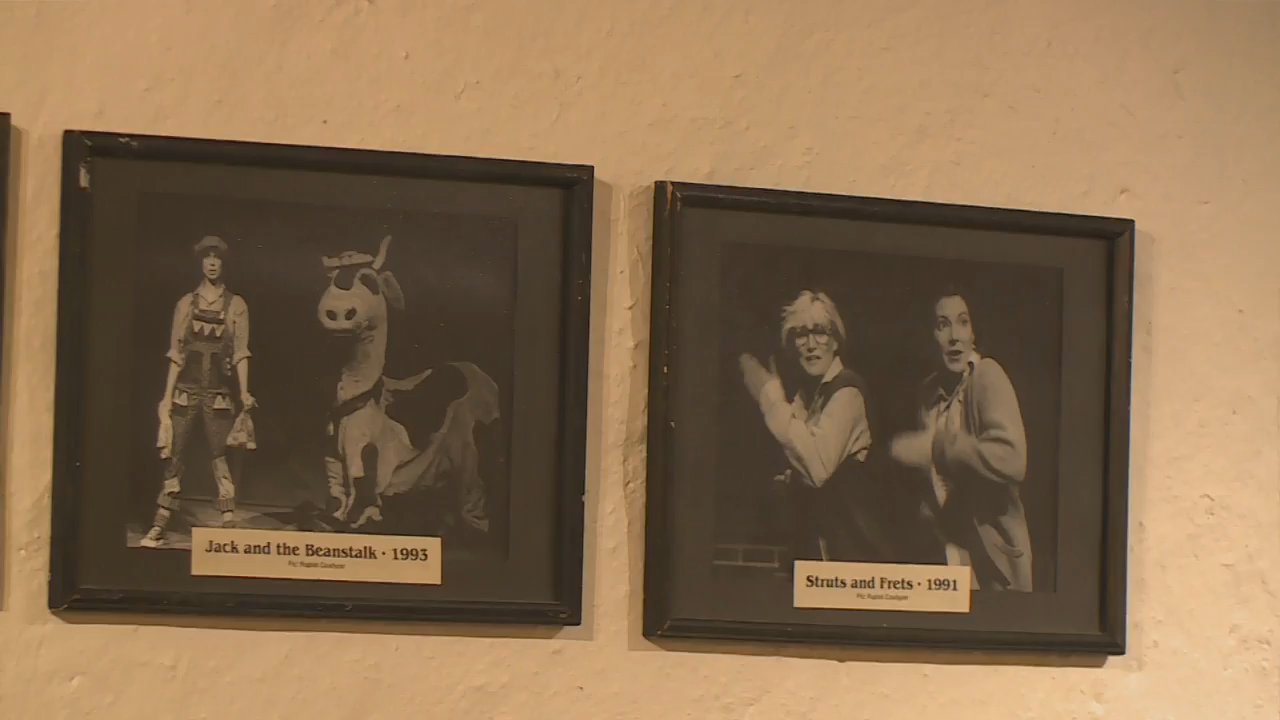 Jack and the Beanstalk · 1993
Struts and Frets · 1991